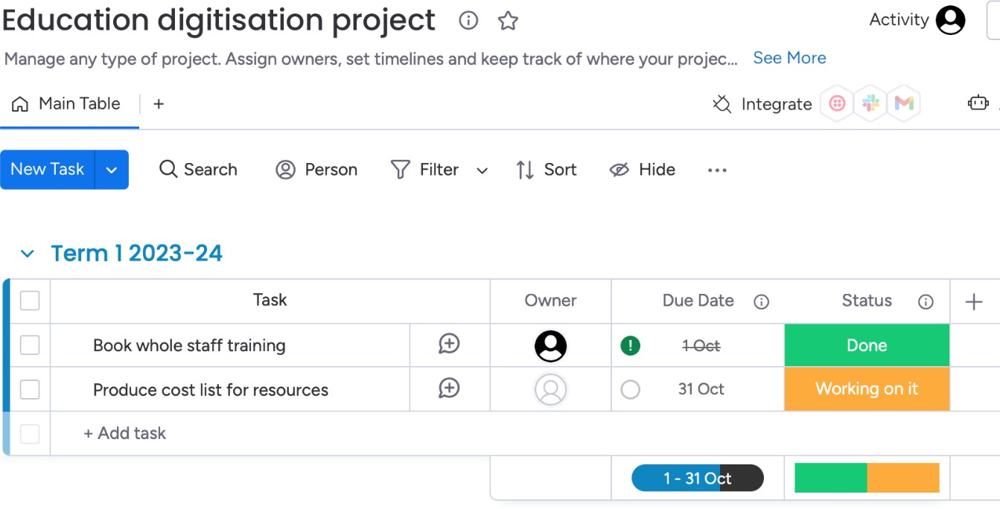 Education digitisation project
Activity
Manage any type of project. Assign owners, set timelines and keep track of where your projec... See More
Main Table +
Integrate
New Task Search Person Filter Sort Hide ...
Term 1 2023-24
Task Owner Due Date Status +
Book whole staff training 1 Oct Done
Produce cost list for resources 31 Oct Working on it
+ Add task
1 - 31 Oct